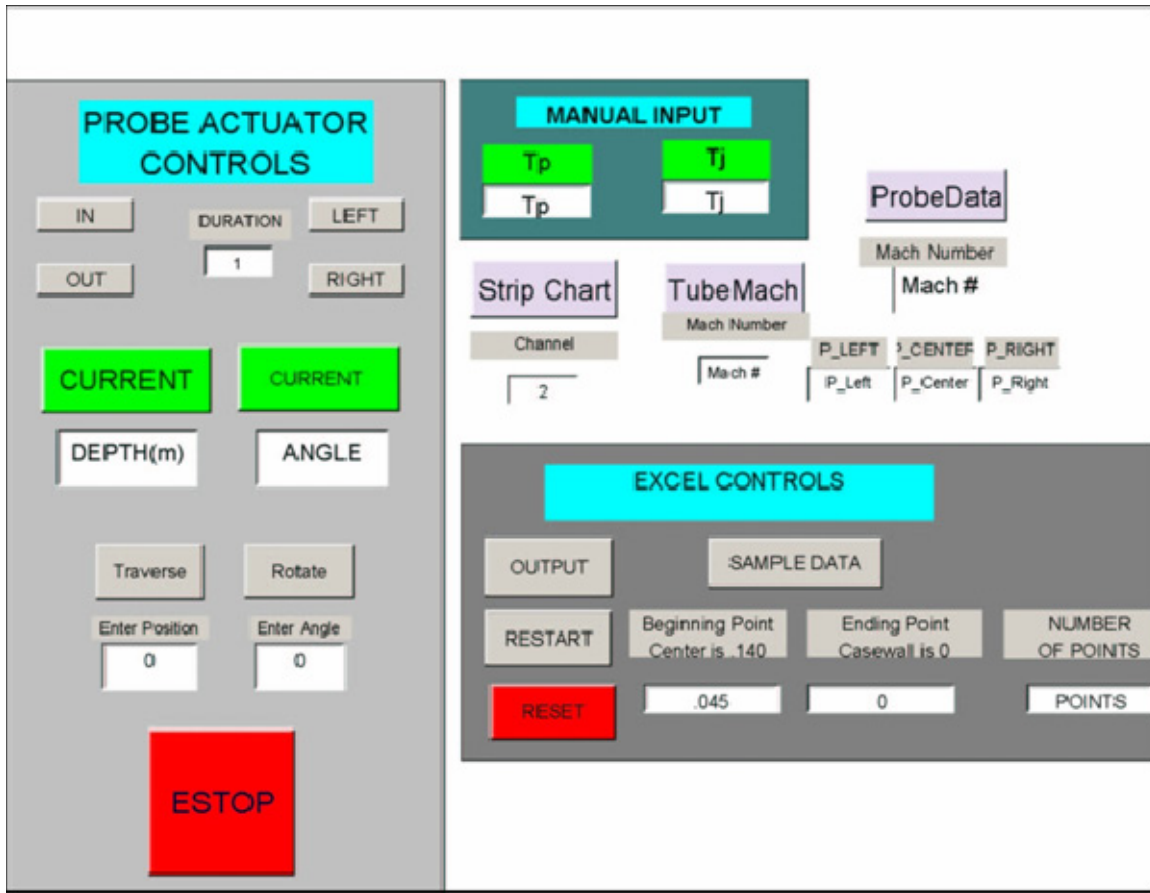 PROBE ACTUATOR
CONTROLS
IN
DURATION
LEFT
1
OUT
RIGHT
CURRENT
CURRENT
DEPTH(m)
ANGLE
Traverse
Rotate
Enter Position
Enter Angle
0
0
ESTOP
MANUAL INPUT
Tp
Tj
Tp
Tj
ProbeData
Mach Number
Mach #
Strip Chart
Channel
2
TubeMach
Mach Number
Mach #
P_LEFT
P_CENTER
P_RIGHT
P_Left
P_Center
P_Right
EXCEL CONTROLS
OUTPUT
SAMPLE DATA
RESTART
Beginning Point
Center is .140
Ending Point
Casewall is 0
NUMBER
OF POINTS
RESET
.045
0
POINTS